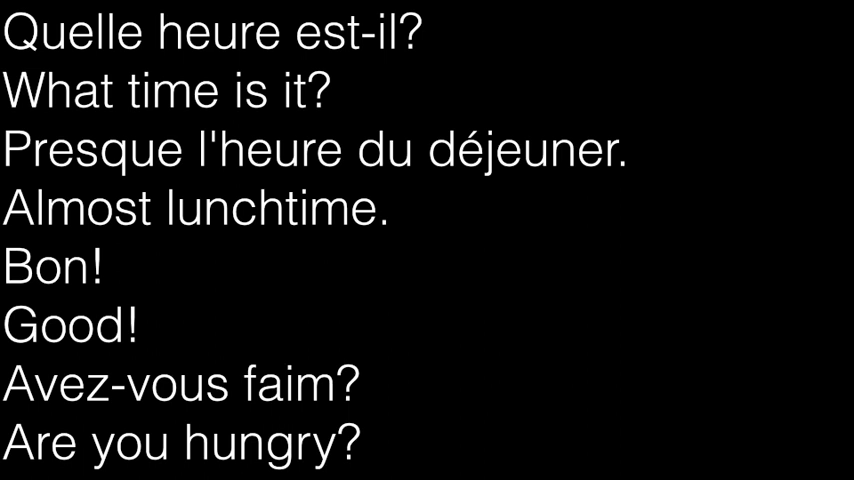 Quelle heure est-il?
What time is it?
Presque l'heure du déjeuner.
Almost lunchtime.
Bon!
Good!
Avez-vous faim?
Are you hungry?